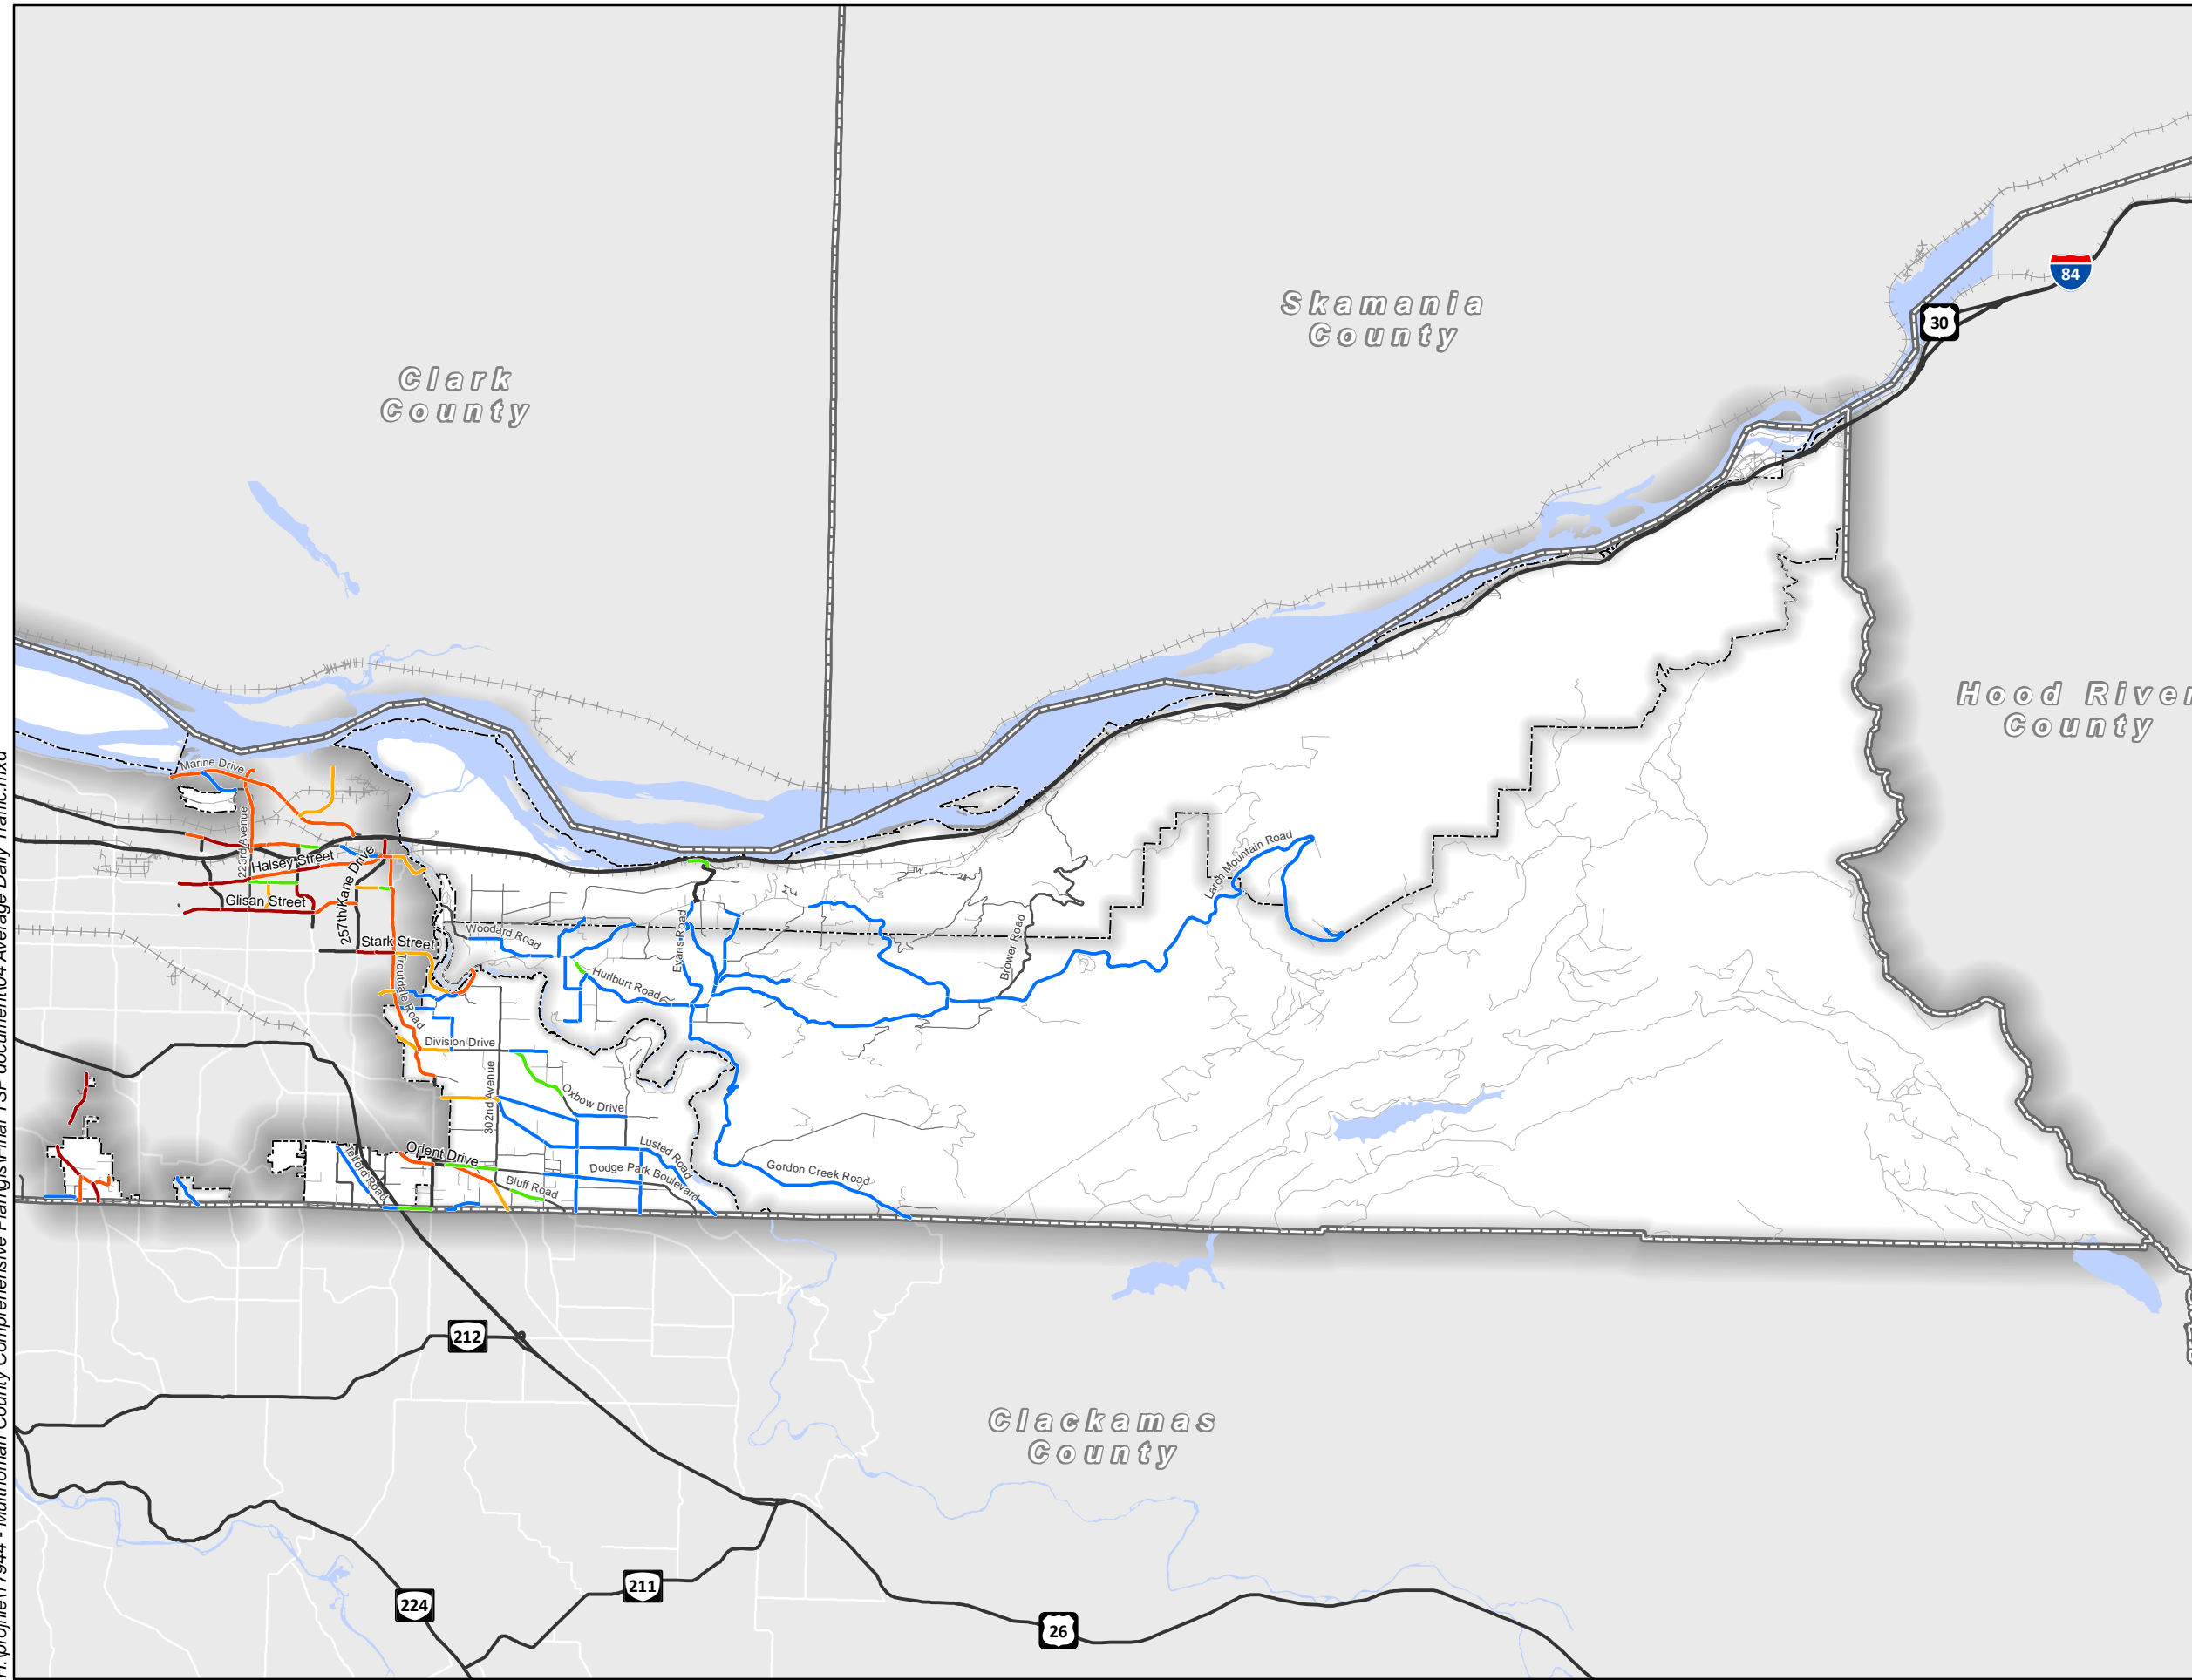 84
30
Skamania
County
Clark
County
Hood River
County
Marine Drive
223rd Avenue
Halsey Street
257th/Kane Drive
Glisan Street
Larch Mountain Road
Stark Street
Woodard Road
Evans Road
Brower Road
Hurlburt Road
Troutdale Road
Division Drive
302nd Avenue
Oxbow Drive
Orient Drive
Telford Road
Lusted Road
Dodge Park Boulevard
Bluff Road
Gordon Creek Road
212
Clackamas
County
211
224
26